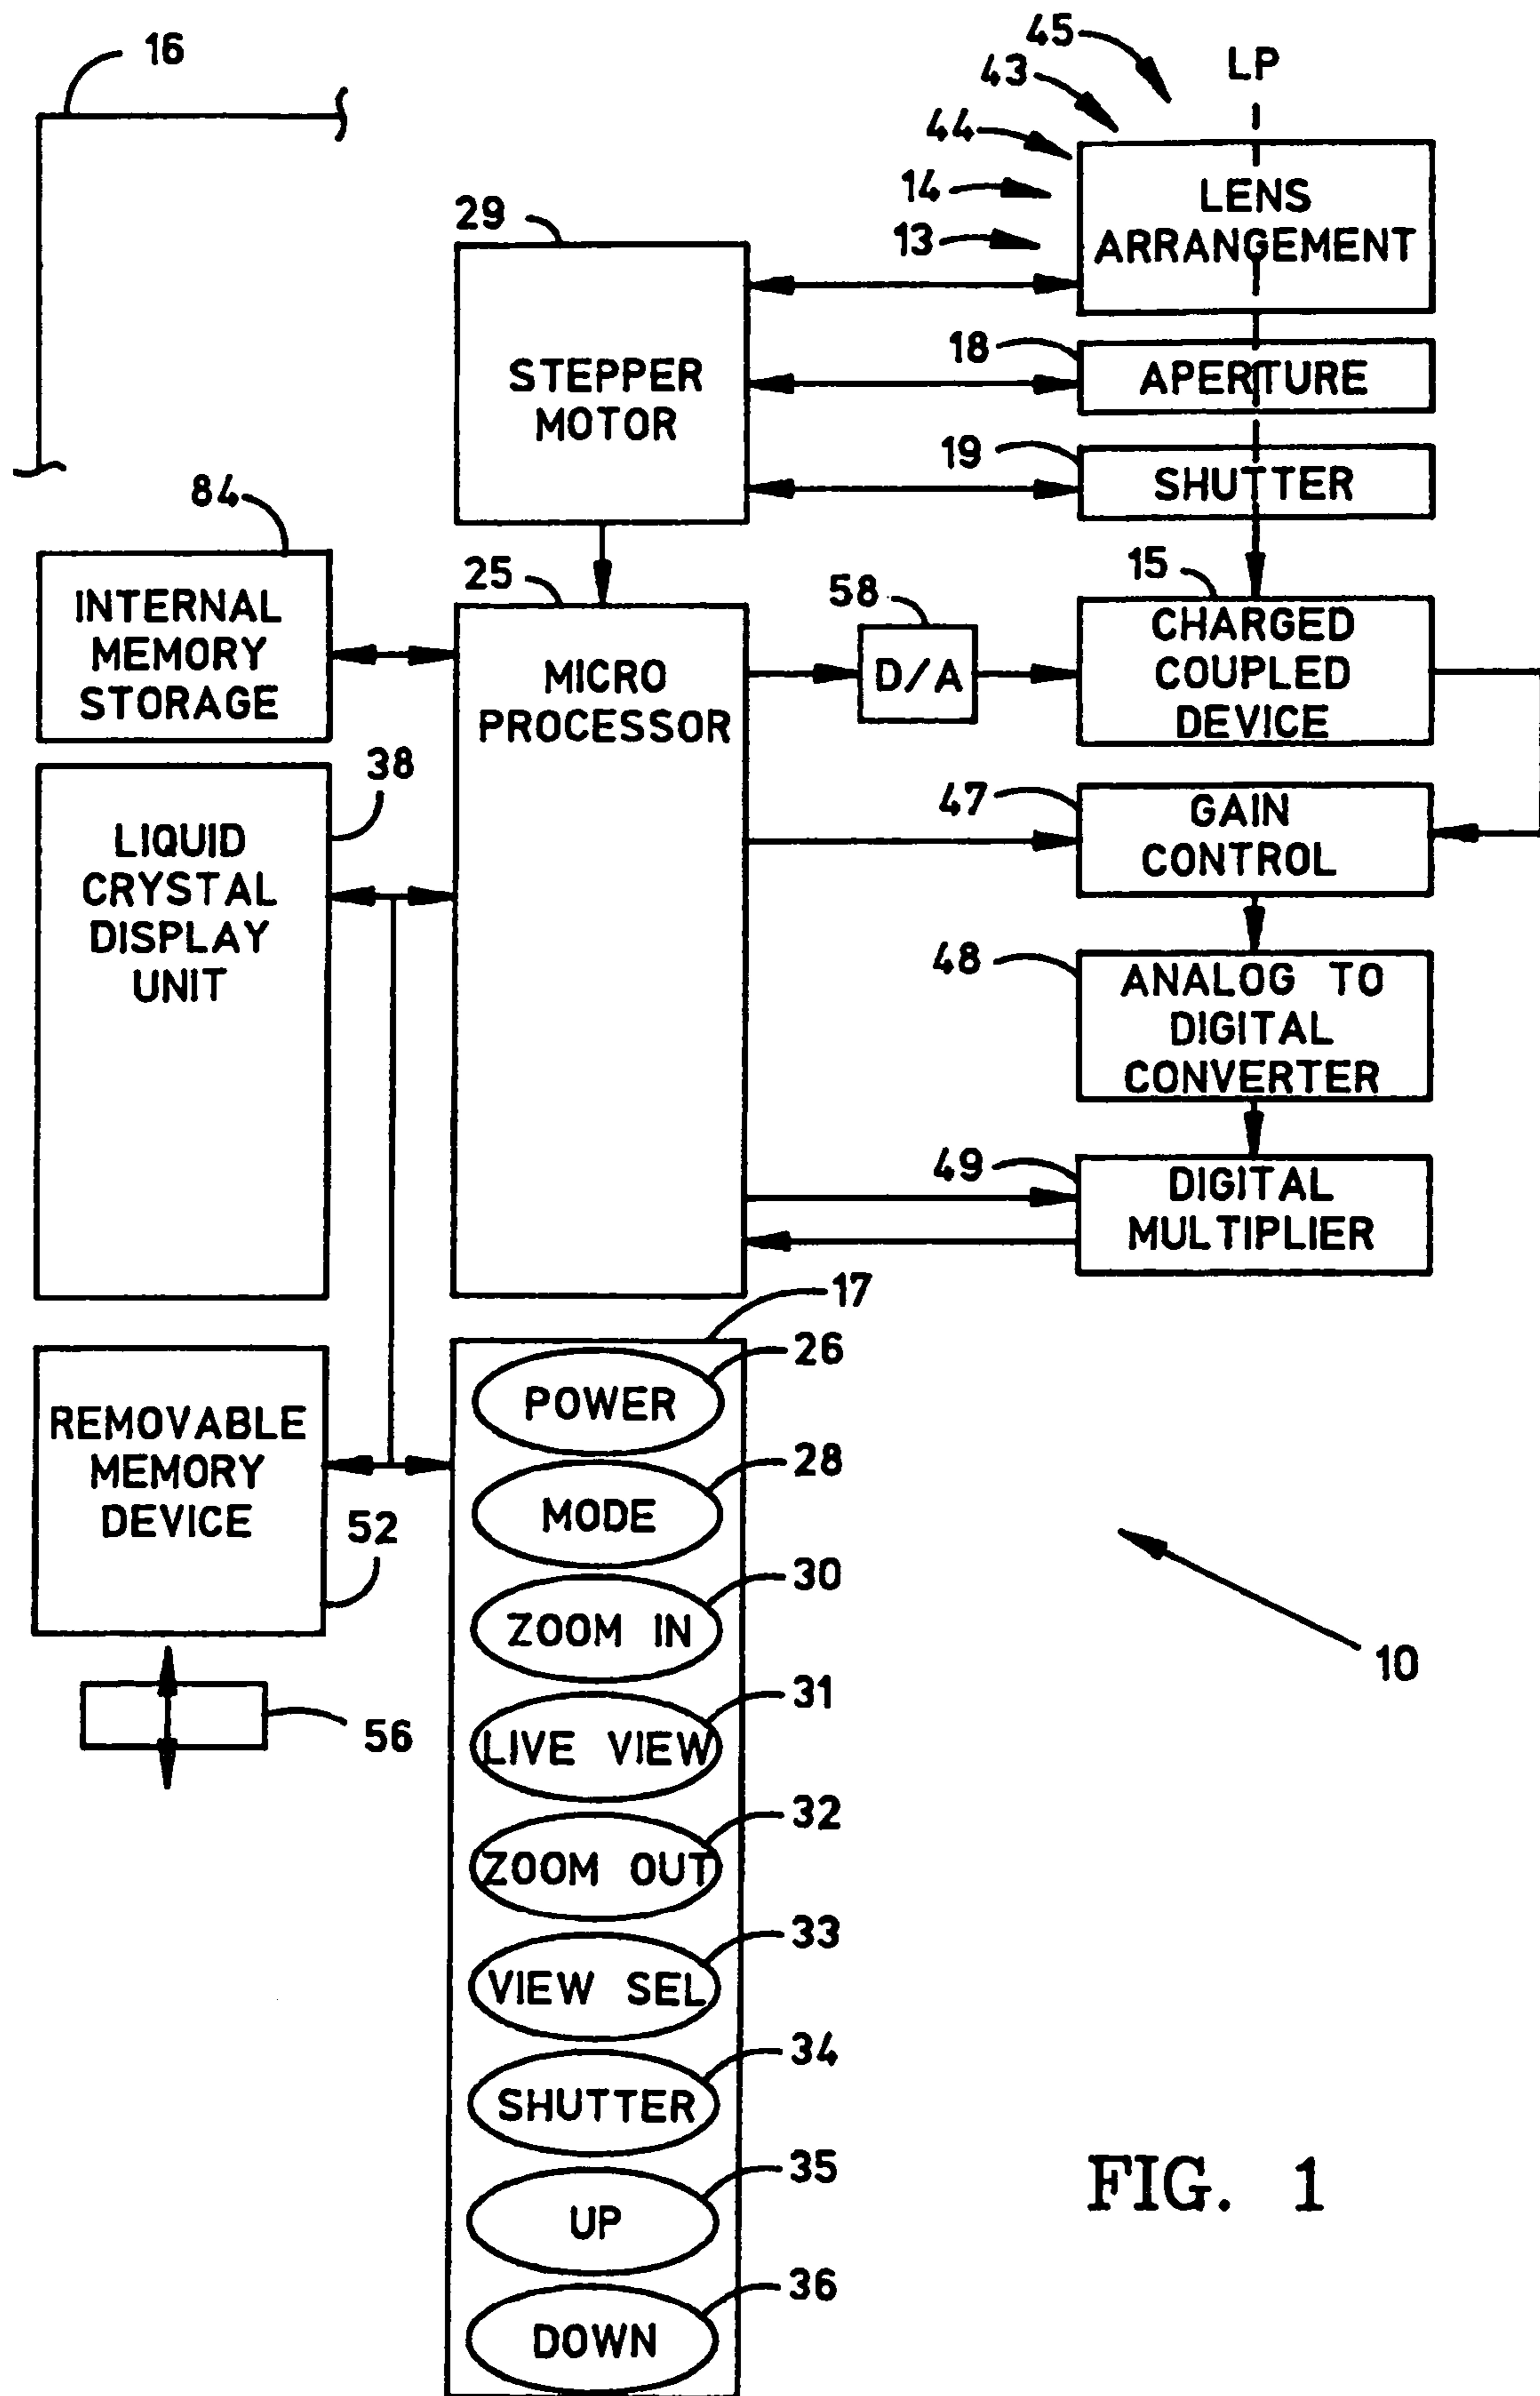 16
45
43
LP
44
14
13
LENS
ARRANGEMENT
29
STEPPER
MOTOR
18
APERTURE
19
SHUTTER
84
INTERNAL
MEMORY
STORAGE
25
MICRO
PROCESSOR
58
D/A
15
CHARGED
COUPLED
DEVICE
38
LIQUID
CRYSTAL
DISPLAY
UNIT
47
GAIN
CONTROL
48
ANALOG TO
DIGITAL
CONVERTER
49
DIGITAL
MULTIPLIER
17
REMOVABLE
MEMORY
DEVICE
52
56
26
POWER
28
MODE
30
ZOOM IN
31
LIVE VIEW
32
ZOOM OUT
33
VIEW SEL
34
SHUTTER
35
UP
36
DOWN
10
FIG. 1